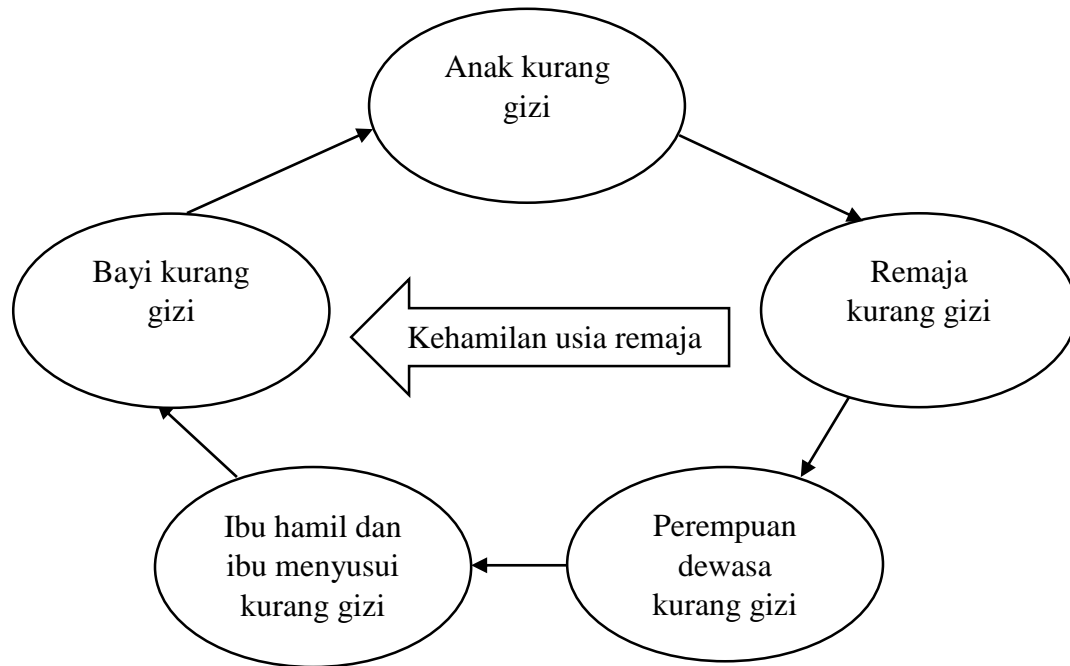 Anak kurang
gizi
Bayi kurang
gizi
Remaja
kurang gizi
Kehamilan usia remaja
Ibu hamil dan
ibu menyusui
kurang gizi
Perempuan
dewasa
kurang gizi